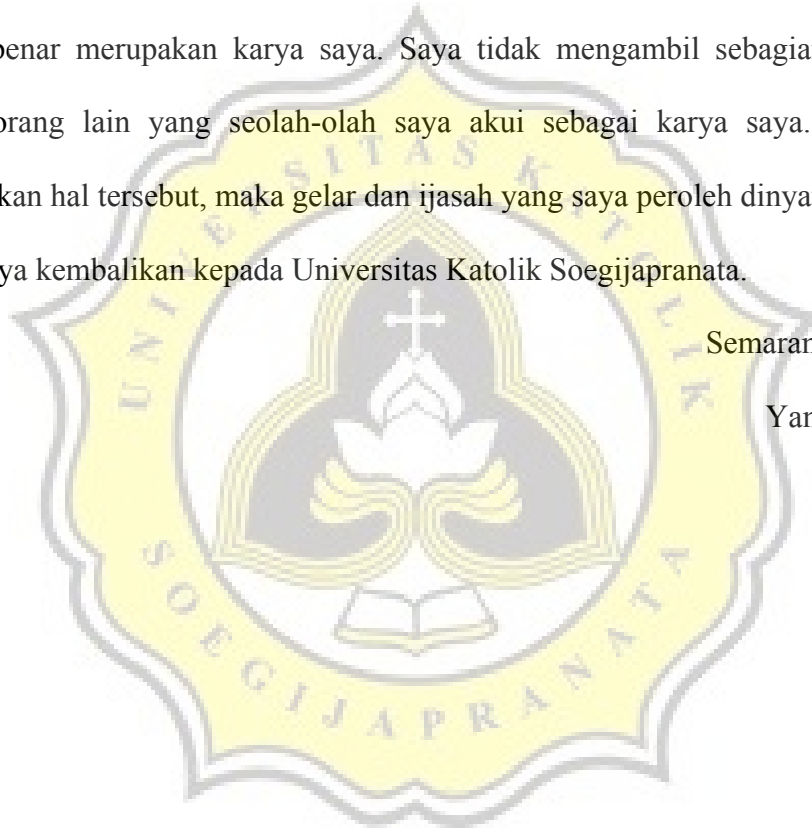 benar merupakan karya saya. Saya tidak mengambil sebagia
orang lain yang seolah-olah saya akui sebagai karya saya.
kan hal tersebut, maka gelar dan ijasah yang saya peroleh dinya
ya kembalikan kepada Universitas Katolik Soegijapranata.
Semaran
Yan
UNIVERSITAS KATOLIK
SOEGIJAPRANATA